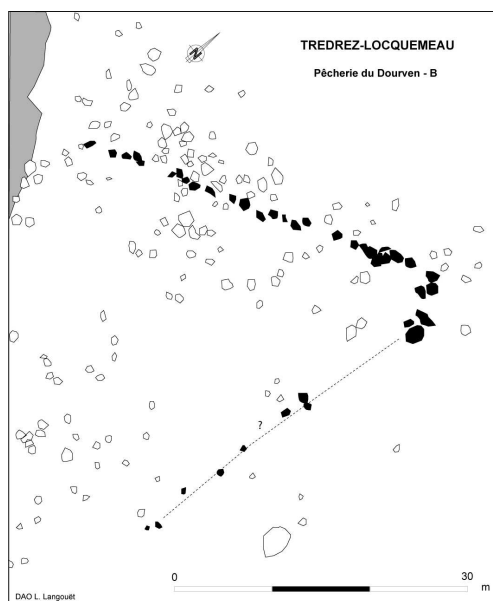 TREDREZ-LOCQUEMEAU
Pêcherie du Dourven - B
N
?
0 30
m
DAO L. Langouët